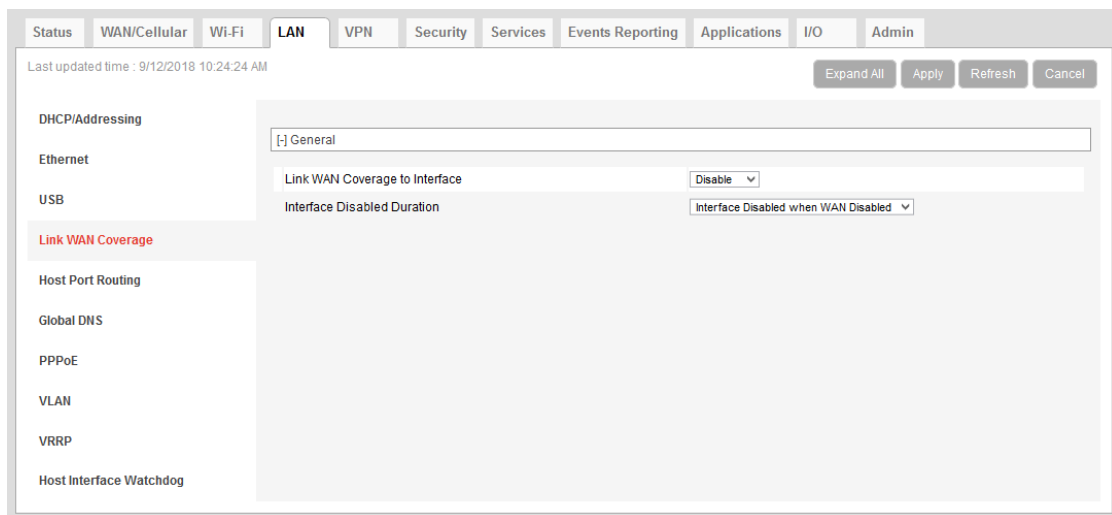 Status WAN/Cellular Wi-Fi LAN VPN Security Services Events Reporting Applications I/O Admin
Last updated time : 9/12/2018 10:24:24 AM
Expand All Apply Refresh Cancel
DHCP/Addressing
[-] General
Ethernet
Link WAN Coverage to Interface Disable
USB
Interface Disabled Duration Interface Disabled when WAN Disabled
Link WAN Coverage
Host Port Routing
Global DNS
PPPoE
VLAN
VRRP
Host Interface Watchdog